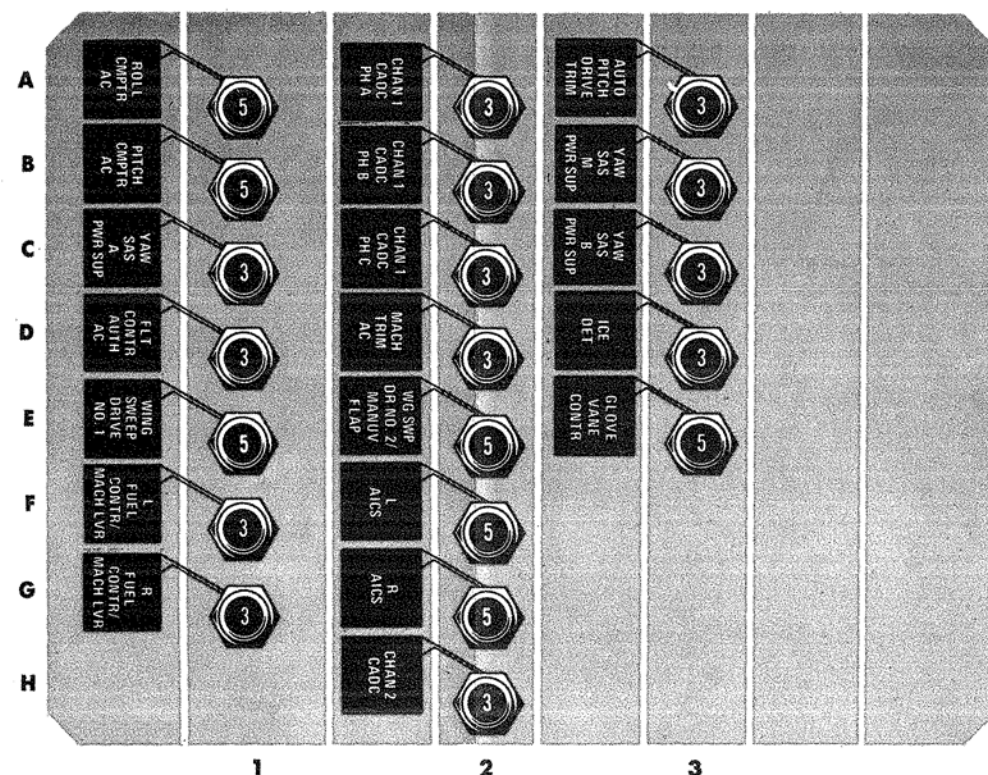 A
ROLL
CMPTR
AC
5
CHAN 1
CADC
PH A
3
AUTO
PITCH
DRIVE
TRIM
3
B
PITCH
CMPTR
AC
5
CHAN 1
CADC
PH B
3
YAW
SAS
M
PWR SUP
3
C
YAW
SAS
A
PWR SUP
3
CHAN 1
CADC
PH C
3
YAW
SAS
B
PWR SUP
3
D
FLT
CONTR
AUTH
AC
3
MACH
TRIM
AC
3
ICE
DET
3
E
WING
SWEEP
DRIVE
NO. 1
5
WG SWP
DR NO. 2/
MANUV
FLAP
5
GLOVE
VANE
CONTR
5
F
L
FUEL
CONTR/
MACH LVR
3
L
AICS
5
G
R
FUEL
CONTR/
MACH LVR
3
R
AICS
5
H
CHAN 2
CADC
3
1
2
3